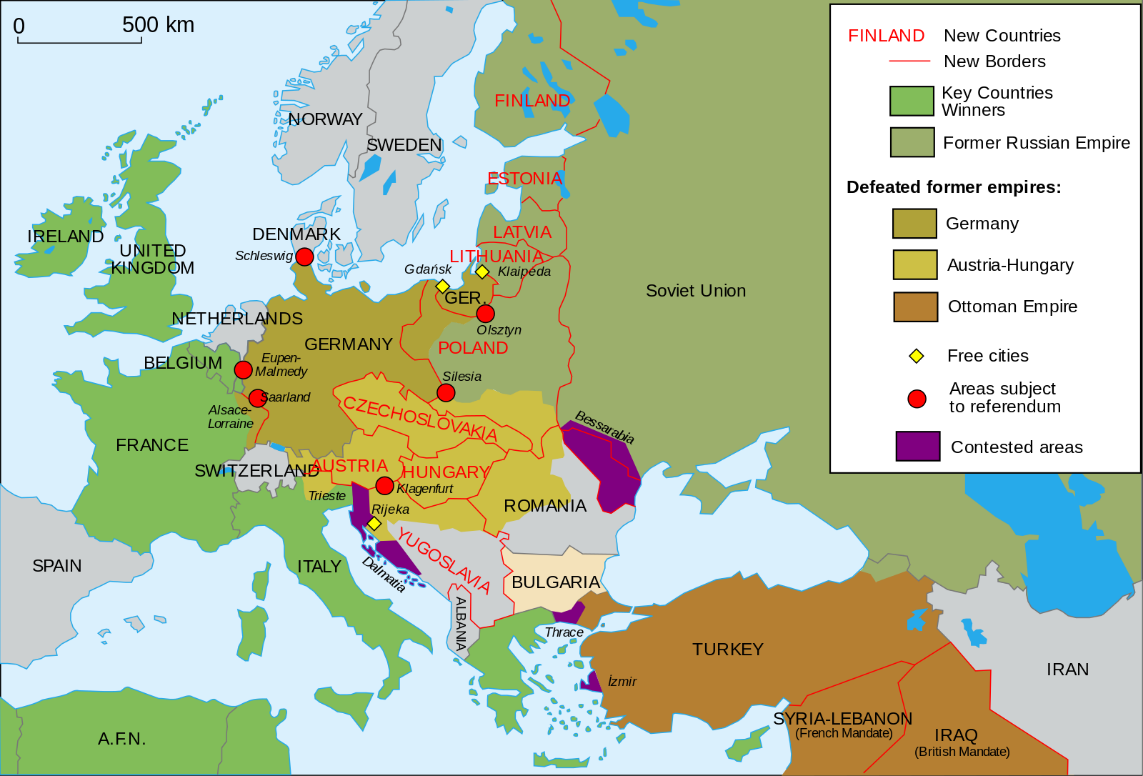 0 500 km
FINLAND New Countries
New Borders
Key Countries
Winners
Former Russian Empire
Defeated former empires:
Germany
Austria-Hungary
Ottoman Empire
Free cities
Areas subject
to referendum
Contested areas
FINLAND
NORWAY
SWEDEN
ESTONIA
LATVIA
LITHUANIA
Klaipėda
DENMARK
Schleswig
IRELAND
UNITED
KINGDOM
Gdańsk
GER.
Olsztyn
Soviet Union
NETHERLANDS
GERMANY
POLAND
BELGIUM
Eupen-
Malmedy
Silesia
Saarland
Alsace-
Lorraine
CZECHOSLOVAKIA
Bessarabia
FRANCE
SWITZERLAND
AUSTRIA
HUNGARY
Klagenfurt
Trieste
Rijeka
ROMANIA
YUGOSLAVIA
SPAIN
ITALY
Dalmatia
BULGARIA
ALBANIA
Thrace
TURKEY
IRAN
İzmir
SYRIA-LEBANON
(French Mandate)
IRAQ
(British Mandate)
A.F.N.